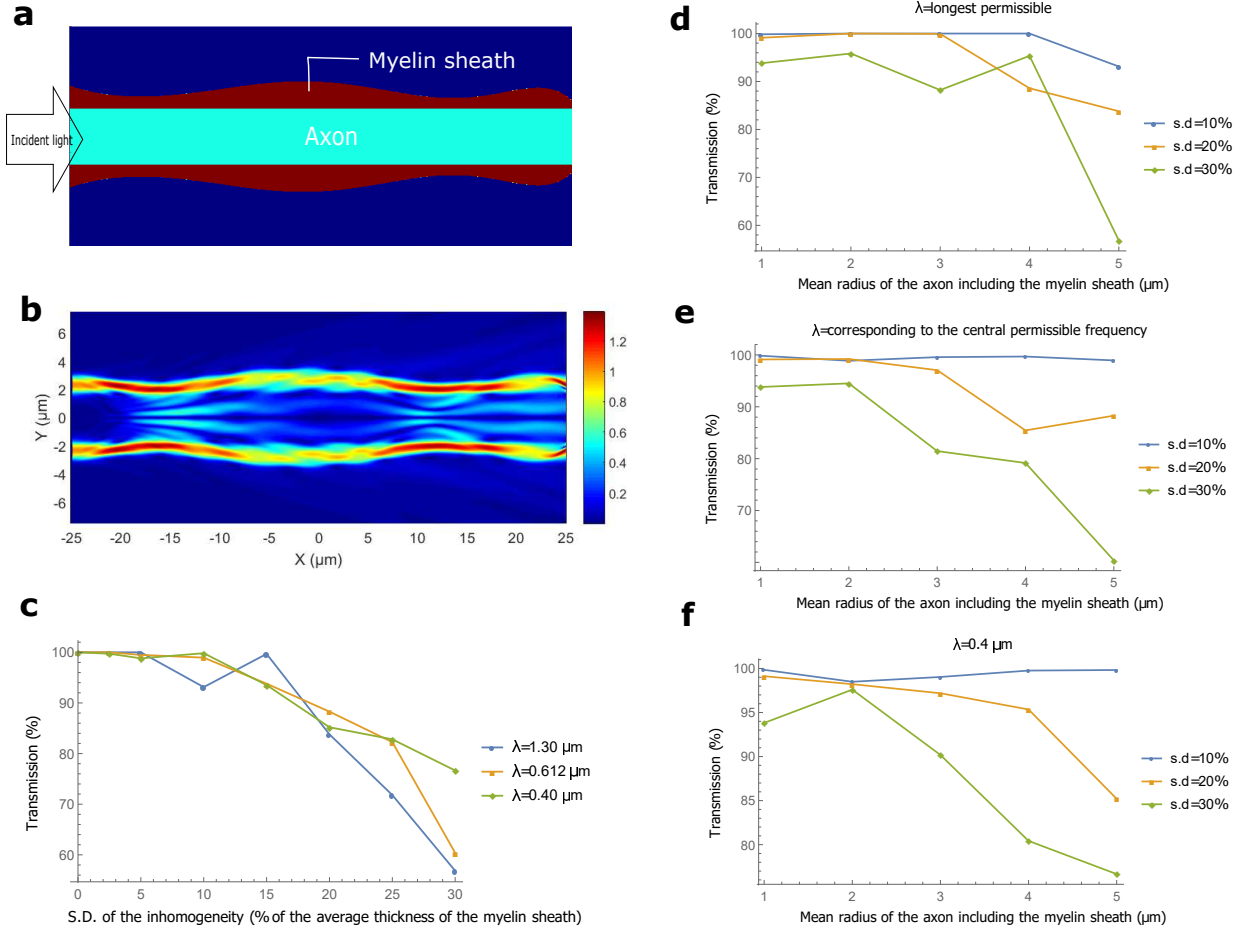 a
Myelin sheath
Incident light
Axon
b
Y (µm)
6
4
2
0
-2
-4
-6
-25 -20 -15 -10 -5 0 5 10 15 20 25
X (µm)
1.2
1
0.8
0.6
0.4
0.2
c
Transmission (%)
100
90
80
70
60
0 5 10 15 20 25 30
S.D. of the inhomogeneity (% of the average thickness of the myelin sheath)
λ=1.30 µm
λ=0.612 µm
λ=0.40 µm
d
λ=longest permissible
Transmission (%)
100
90
80
70
60
1 2 3 4 5
Mean radius of the axon including the myelin sheath (µm)
s.d=10%
s.d=20%
s.d=30%
e
λ=corresponding to the central permissible frequency
Transmission (%)
100
90
80
70
1 2 3 4 5
Mean radius of the axon including the myelin sheath (µm)
s.d=10%
s.d=20%
s.d=30%
f
λ=0.4 µm
Transmission (%)
100
95
90
85
80
1 2 3 4 5
Mean radius of the axon including the myelin sheath (µm)
s.d=10%
s.d=20%
s.d=30%